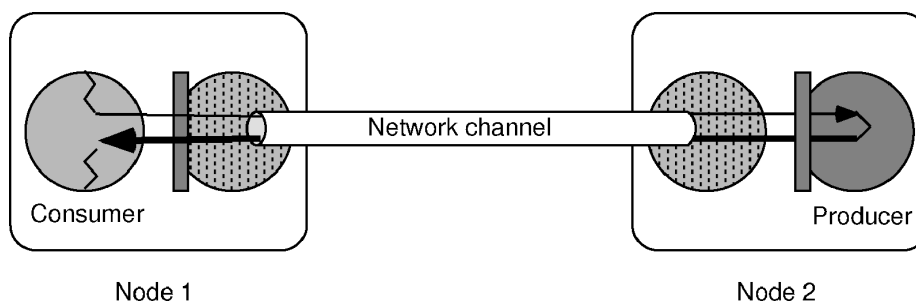 Network channel
Consumer
Producer
Node 1
Node 2